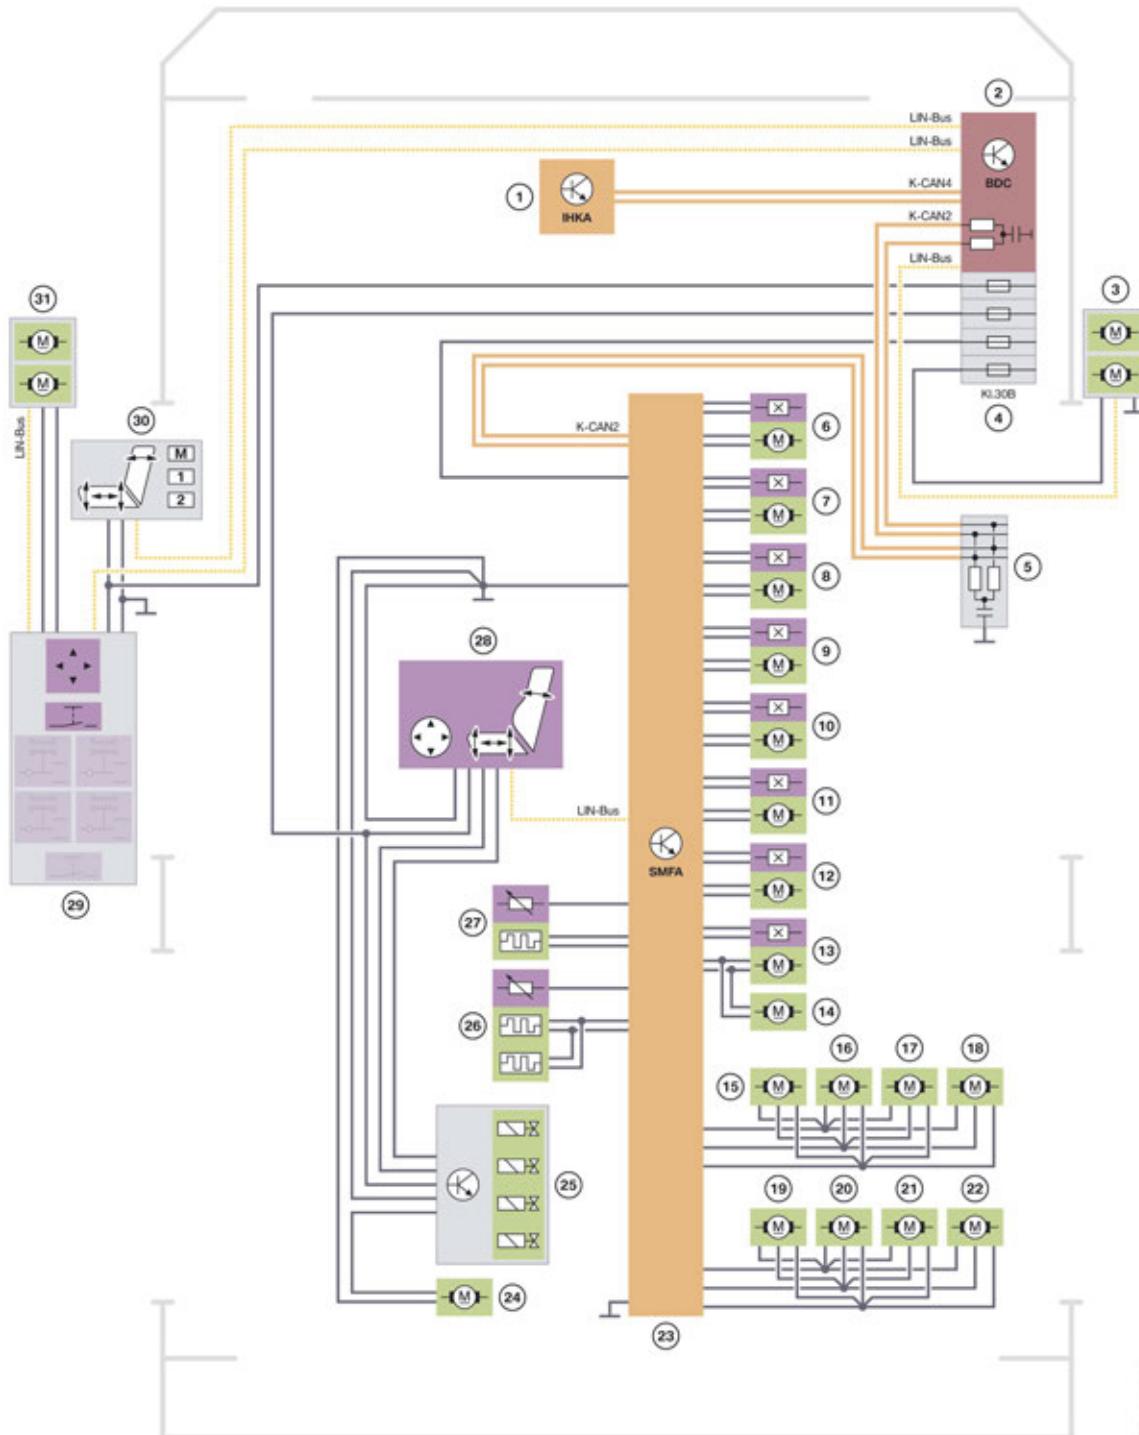 2
LIN-Bus
LIN-Bus
BDC
1
IHKA
K-CAN4
K-CAN2
LIN-Bus
31
M
M
LIN-Bus
3
M
M
Kl.30B
4
30
M
1
2
K-CAN2
6
M
7
M
5
8
M
28
9
M
10
M
11
M
LIN-Bus
SMFA
12
M
29
27
13
M
26
14
M
15
M
16
M
17
M
18
M
25
19
M
20
M
21
M
22
M
24
M
23